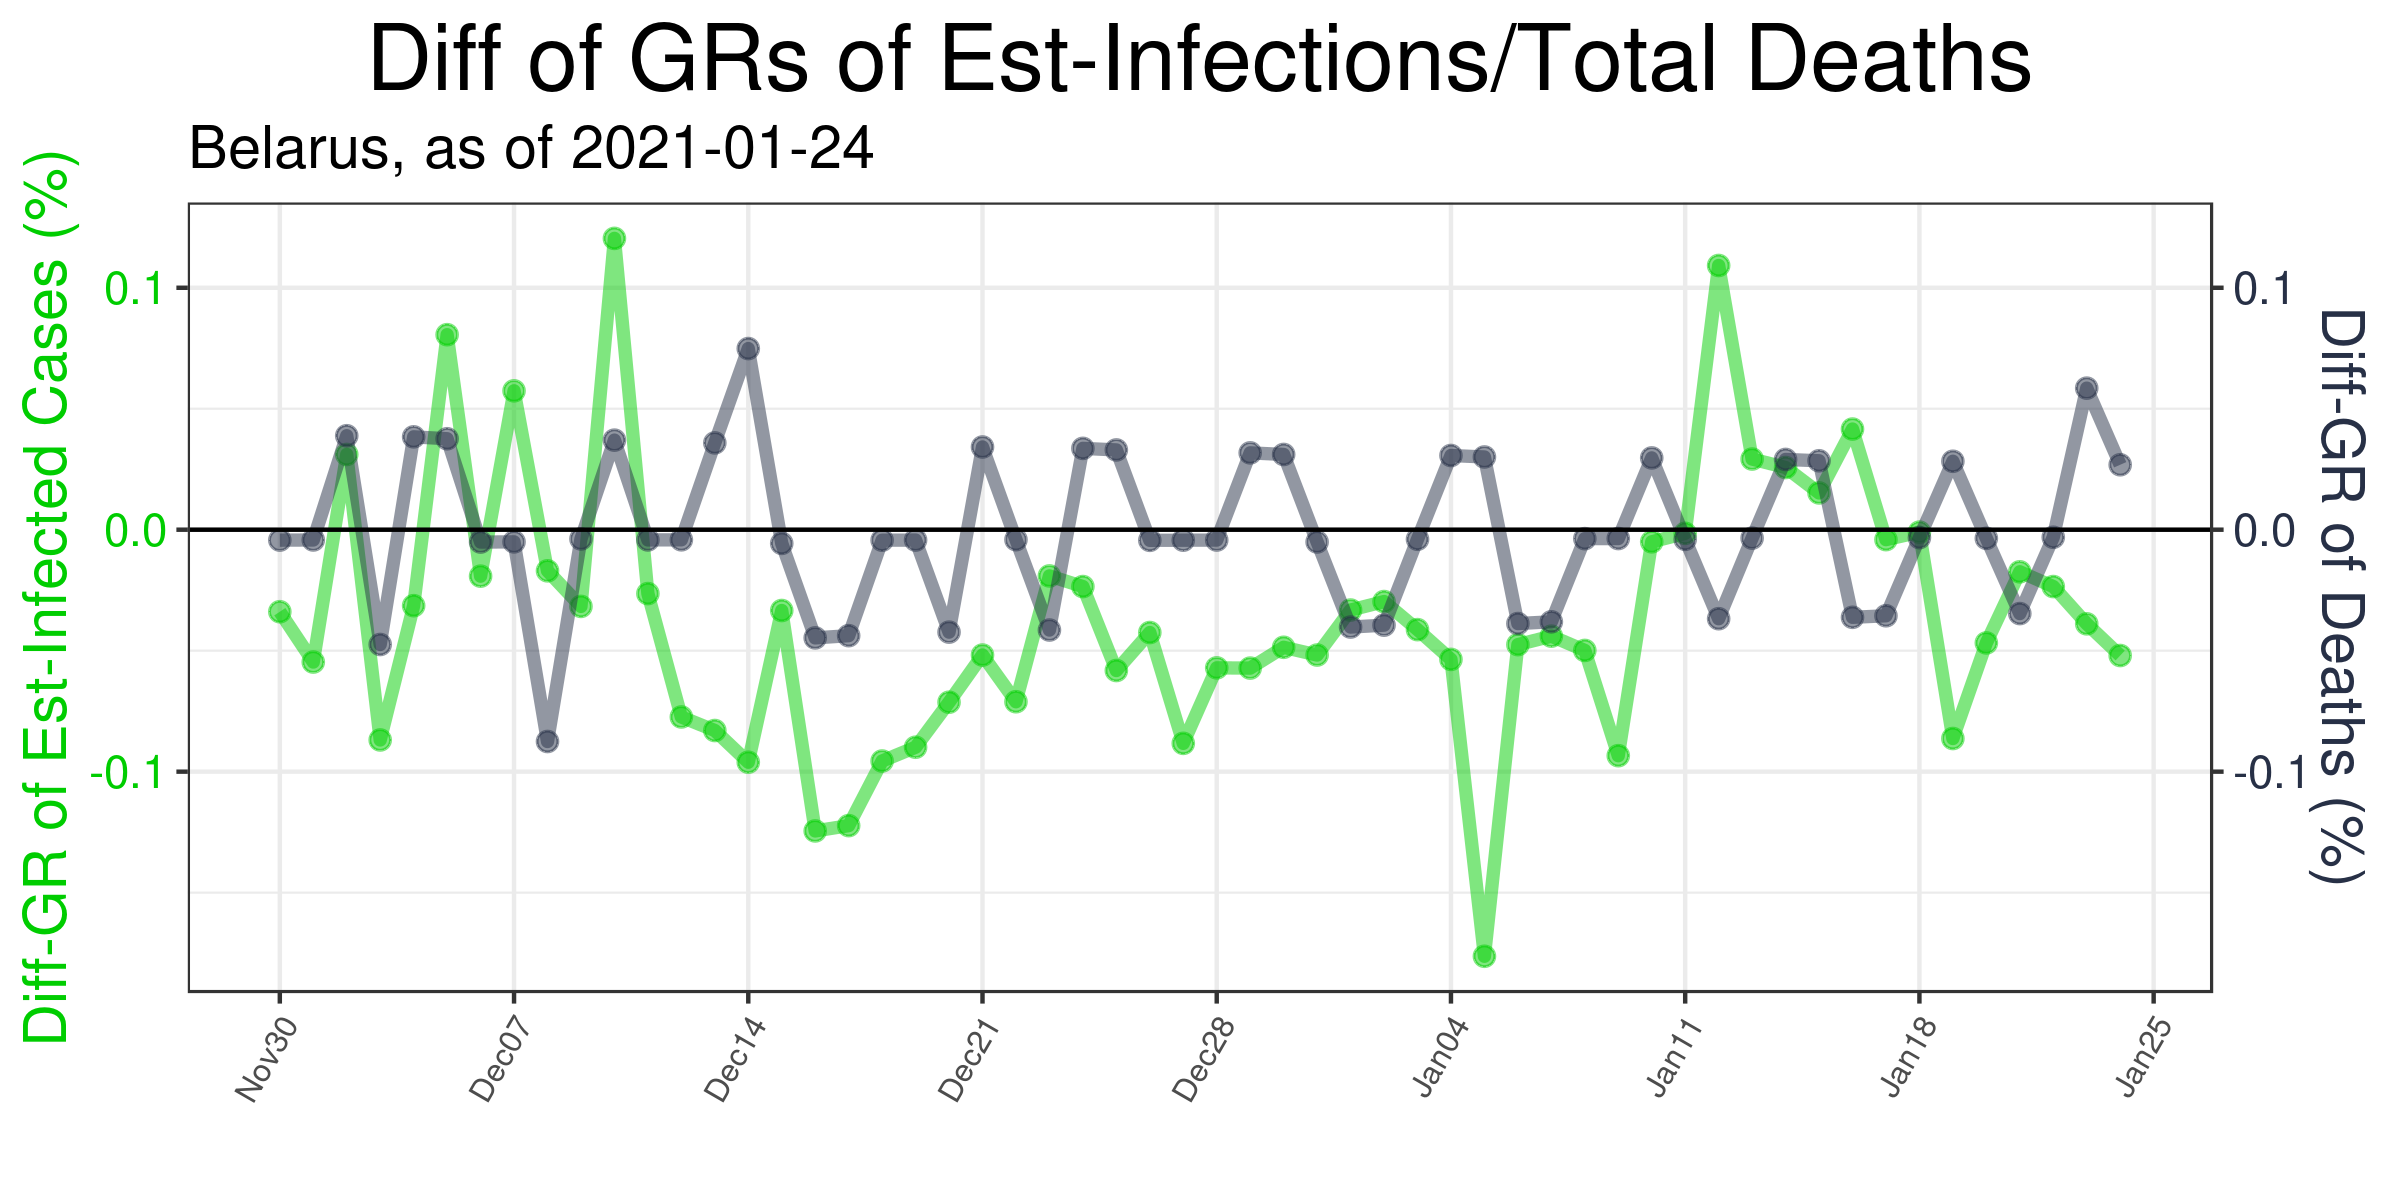 Diff of GRs of Est-Infections/Total Deaths
Belarus, as of 2021-01-24
Diff-GR of Est-Infected Cases (%)
0.1
0.0
-0.1
0.1
0.0
-0.1
Diff-GR of Deaths (%)
Nov30
Dec07
Dec14
Dec21
Dec28
Jan04
Jan11
Jan18
Jan25